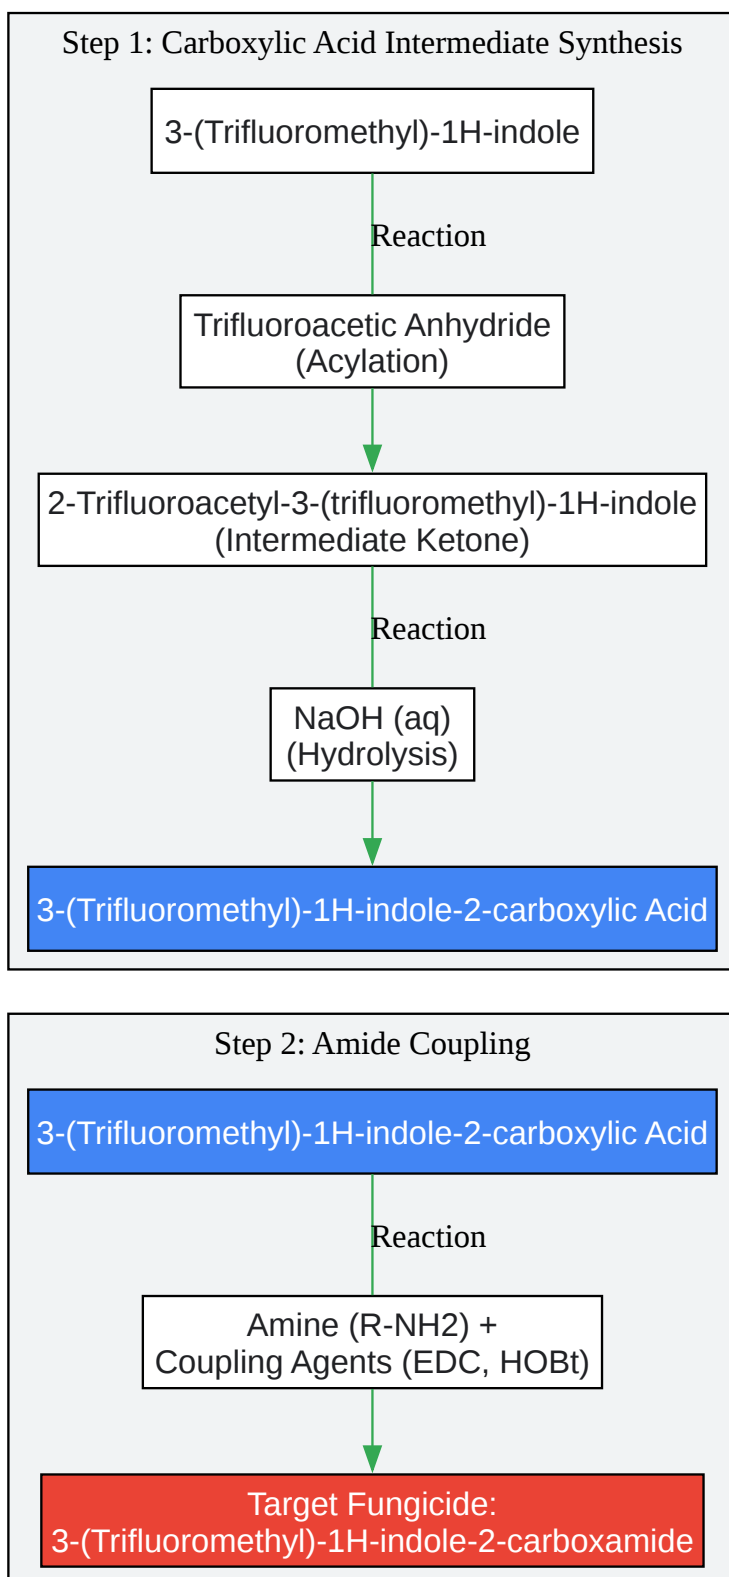 Step 1: Carboxylic Acid Intermediate Synthesis
3-(Trifluoromethyl)-1H-indole
Reaction
Trifluoroacetic Anhydride
(Acylation)
2-Trifluoroacetyl-3-(trifluoromethyl)-1H-indole
(Intermediate Ketone)
Reaction
NaOH (aq)
(Hydrolysis)
3-(Trifluoromethyl)-1H-indole-2-carboxylic Acid
Step 2: Amide Coupling
3-(Trifluoromethyl)-1H-indole-2-carboxylic Acid
Reaction
Amine (R-NH2) +
Coupling Agents (EDC, HOBt)
Target Fungicide:
3-(Trifluoromethyl)-1H-indole-2-carboxamide